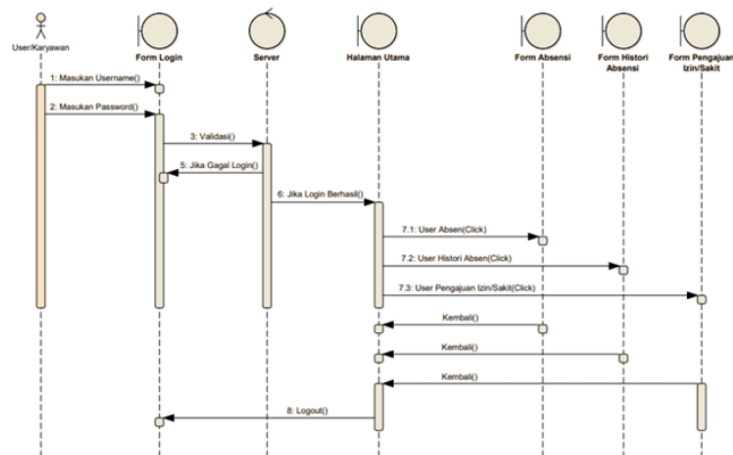 User/Karyawan
Form Login
Server
Halaman Utama
Form Absensi
Form Histori
Absensi
Form Pengajuan
Izin/Sakit
1: Masukan Username()
2: Masukan Password()
3: Validasi()
5: Jika Gagal Login()
6: Jika Login Berhasil()
7.1: User Absen(Click)
7.2: User Histori Absen(Click)
7.3: User Pengajuan Izin/Sakit(Click)
Kembali()
Kembali()
Kembali()
8: Logout()